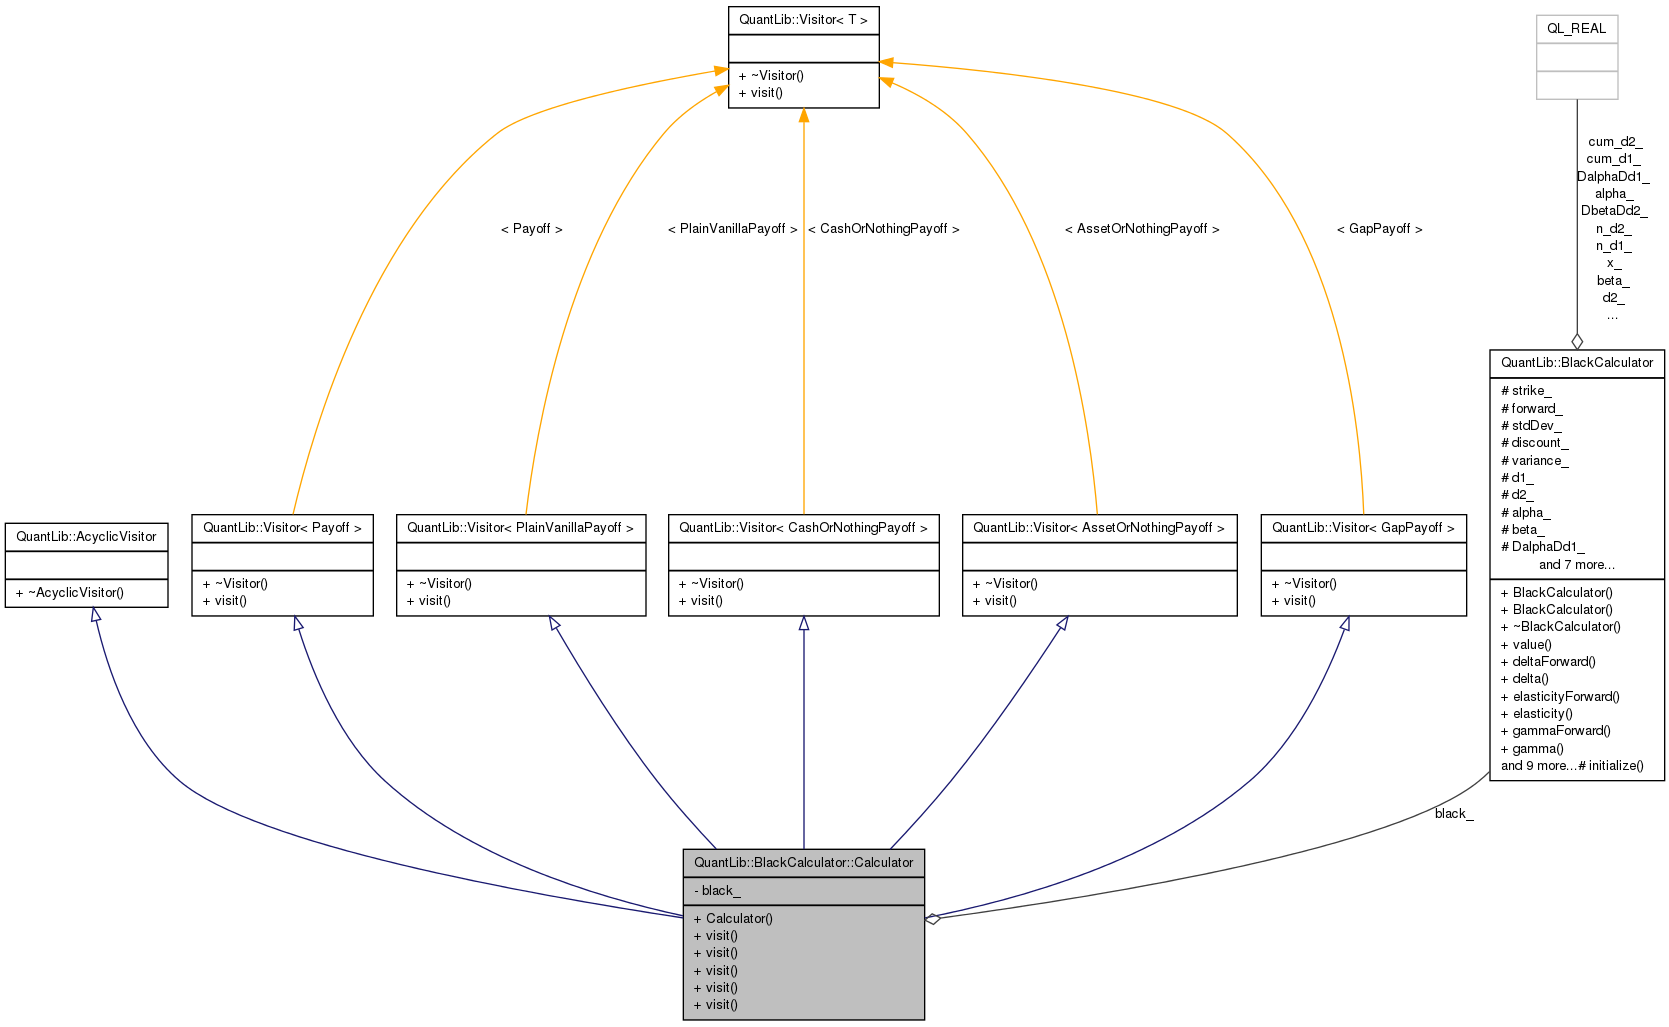 QuantLib::Visitor< T >
+ ~Visitor()
+ visit()
QL_REAL
cum_d2_
cum_d1_
DalphaDd1_
alpha_
DbetaDd2_
n_d2_
n_d1_
x_
beta_
d2_
...
< Payoff >
< PlainVanillaPayoff >
< CashOrNothingPayoff >
< AssetOrNothingPayoff >
< GapPayoff >
QuantLib::BlackCalculator
# strike_
# forward_
# stdDev_
# discount_
# variance_
# d1_
# d2_
# alpha_
# beta_
# DalphaDd1_
and 7 more...
+ BlackCalculator()
+ BlackCalculator()
+ ~BlackCalculator()
+ value()
+ deltaForward()
+ delta()
+ elasticityForward()
+ elasticity()
+ gammaForward()
+ gamma()
and 9 more...# initialize()
QuantLib::AcyclicVisitor
+ ~AcyclicVisitor()
QuantLib::Visitor< Payoff >
+ ~Visitor()
+ visit()
QuantLib::Visitor< PlainVanillaPayoff >
+ ~Visitor()
+ visit()
QuantLib::Visitor< CashOrNothingPayoff >
+ ~Visitor()
+ visit()
QuantLib::Visitor< AssetOrNothingPayoff >
+ ~Visitor()
+ visit()
QuantLib::Visitor< GapPayoff >
+ ~Visitor()
+ visit()
black_
QuantLib::BlackCalculator::Calculator
- black_
+ Calculator()
+ visit()
+ visit()
+ visit()
+ visit()
+ visit()